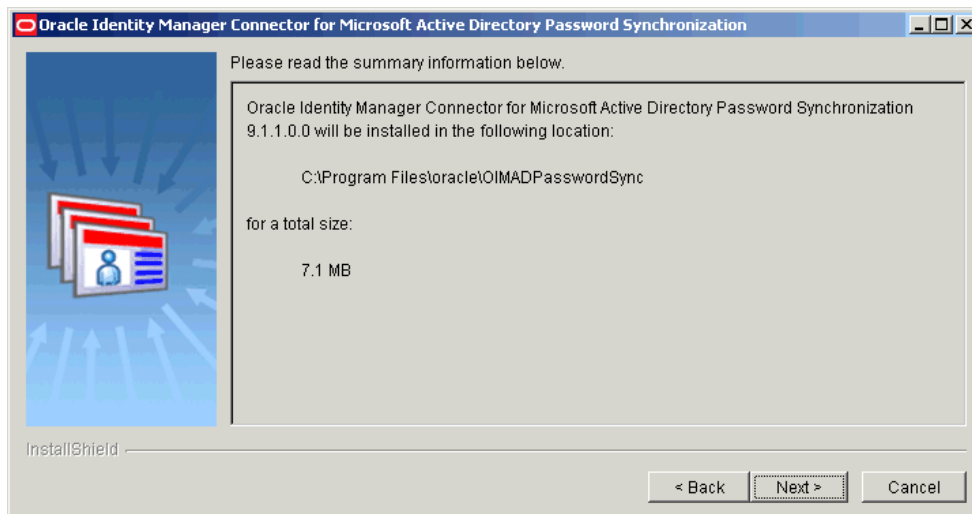 Oracle Identity Manager Connector for Microsoft Active Directory Password Synchronization
Please read the summary information below.
Oracle Identity Manager Connector for Microsoft Active Directory Password Synchronization
9.1.1.0.0 will be installed in the following location:
C:\Program Files\oracle\OIMADPasswordSync
for a total size:
7.1 MB
InstallShield
< Back
Next >
Cancel